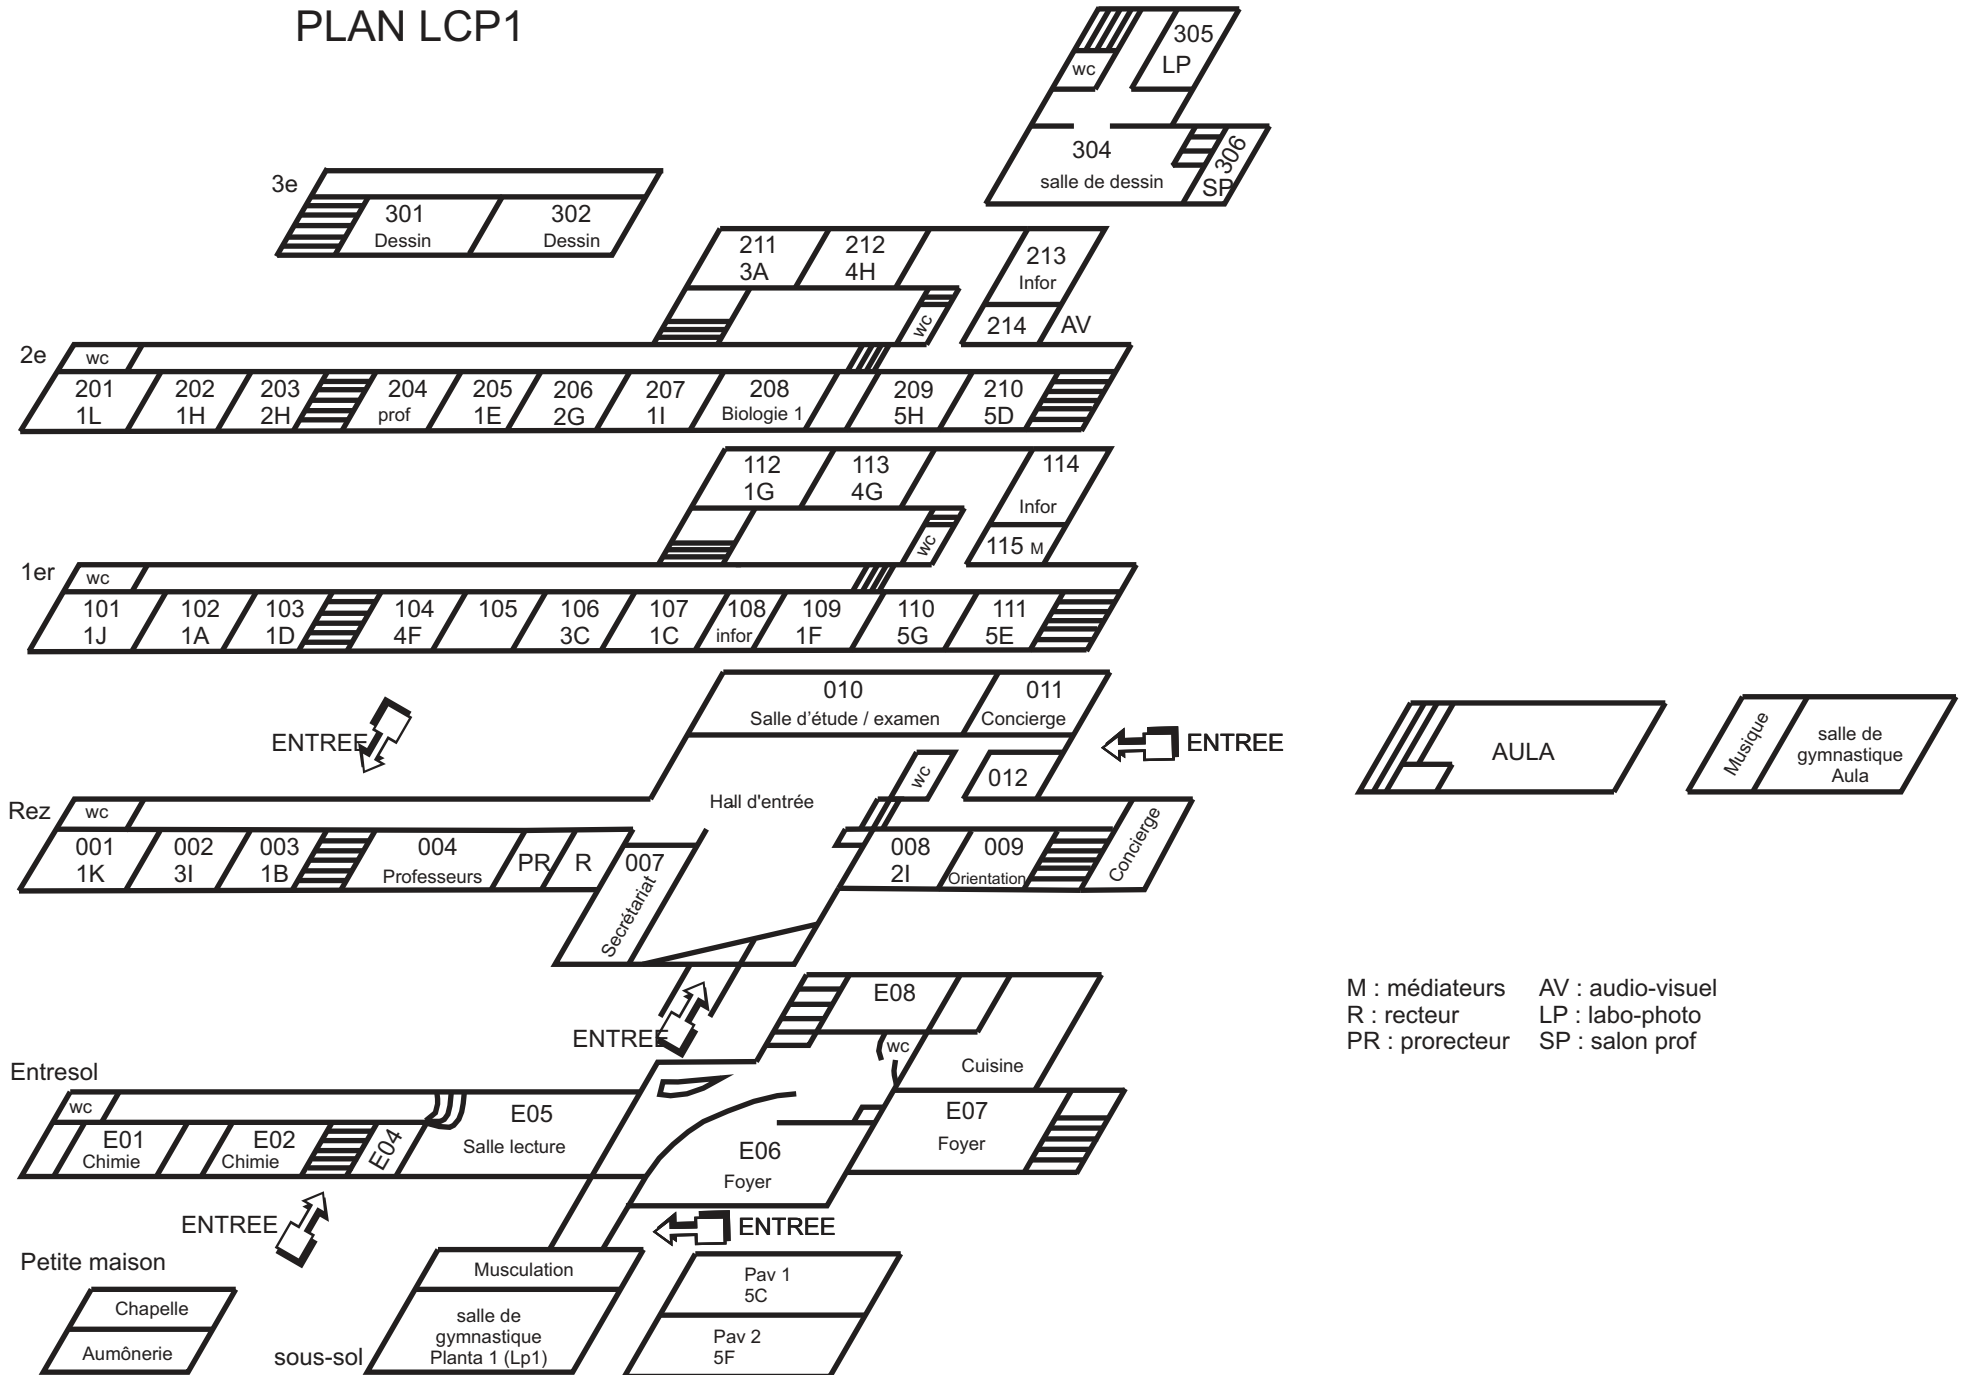 PLAN LCP1
305
LP
wc
304
salle de dessin
306
SP
3e
301
Dessin
302
Dessin
211
3A
212
4H
213
Infor
214
AV
wc
2e
wc
201
1L
202
1H
203
2H
204
prof
205
1E
206
2G
207
1I
208
Biologie 1
209
5H
210
5D
112
1G
113
4G
114
Infor
115 M
wc
1er
wc
101
1J
102
1A
103
1D
104
4F
105
106
3C
107
1C
108
infor
109
1F
110
5G
111
5E
010
Salle d'étude / examen
011
Concierge
ENTREE
ENTREE
012
wc
Hall d'entrée
AULA
Musique
salle de
gymnastique
Aula
Rez
wc
001
1K
002
3I
003
1B
004
Professeurs
PR
R
007
Secrétariat
008
2I
009
Orientation
Concierge
ENTREE
M : médiateurs
R : recteur
PR : prorecteur
AV : audio-visuel
LP : labo-photo
SP : salon prof
E08
wc
Cuisine
Entresol
wc
E01
Chimie
E02
Chimie
E04
E05
Salle lecture
E06
Foyer
E07
Foyer
ENTREE
ENTREE
Petite maison
Chapelle
Aumônerie
sous-sol
Musculation
salle de
gymnastique
Planta 1 (Lp1)
Pav 1
5C
Pav 2
5F